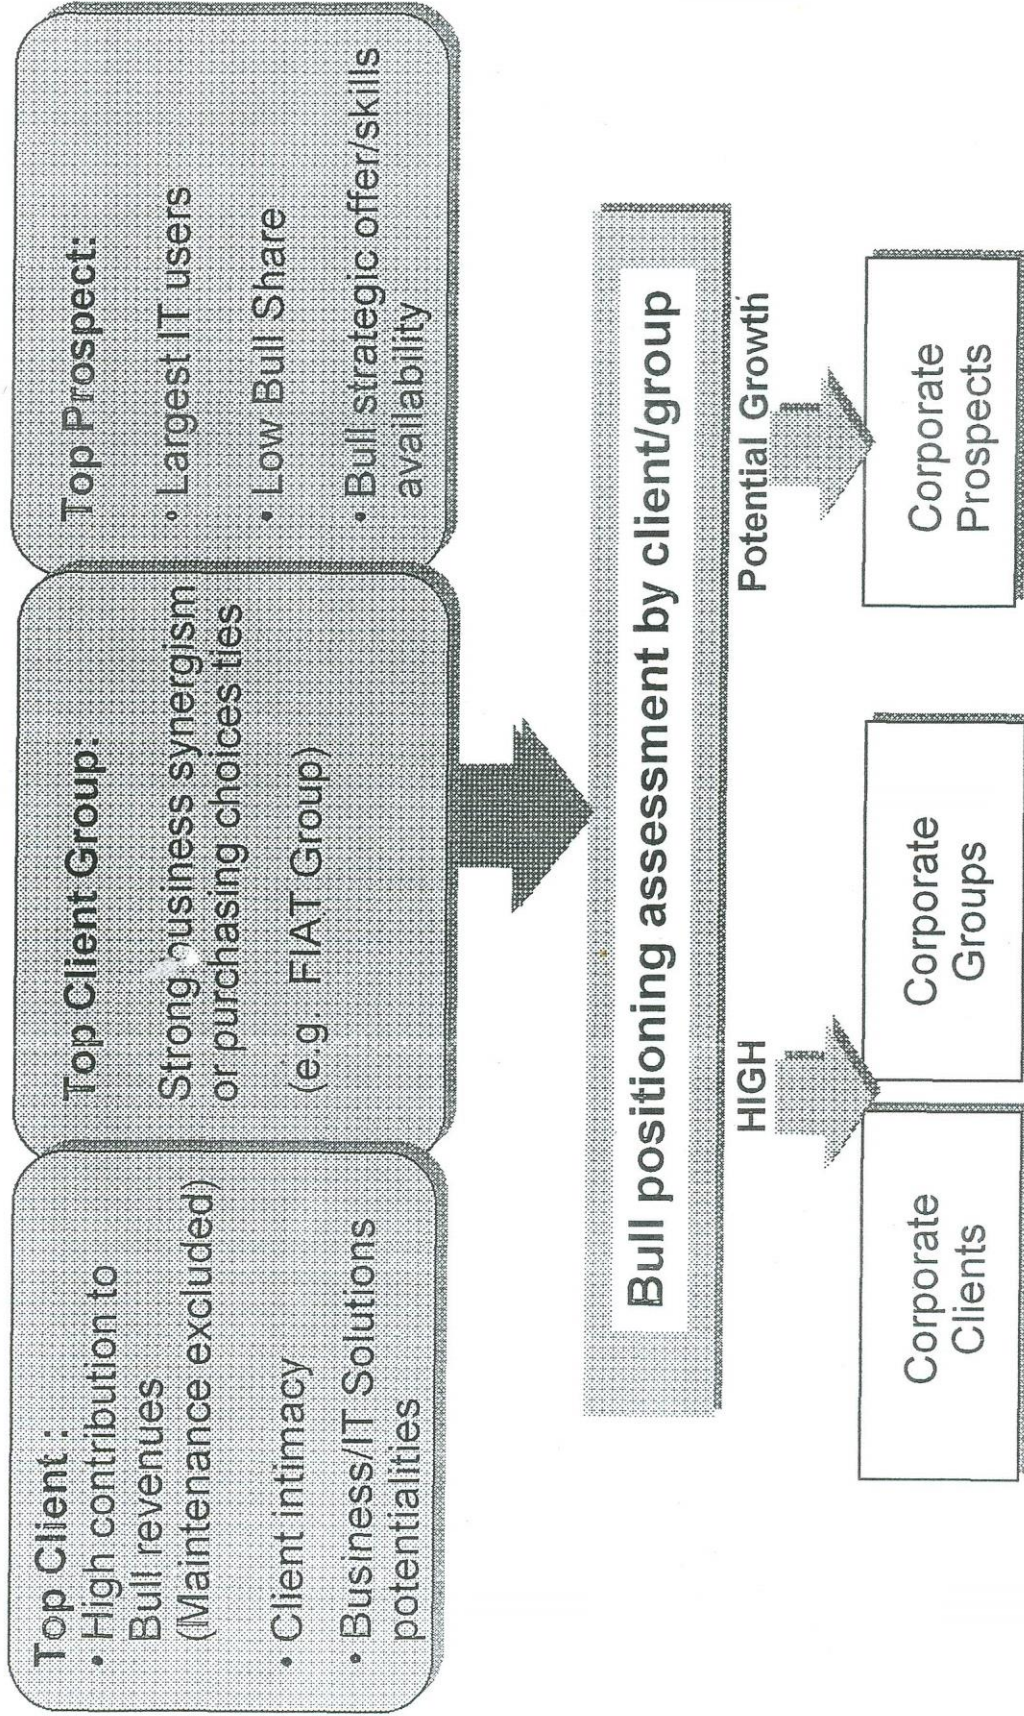 Top Client :
• High contribution to
Bull revenues
(Maintenance excluded)
• Client intimacy
• Business/IT Solutions
potentialities
Top Client Group:
Strong business synergism
or purchasing choices ties
(e.g. FIAT Group)
Top Prospect:
• Largest IT users
• Low Bull Share
• Bull strategic offer/skills
availability
Bull positioning assessment by client/group
HIGH
Potential Growth
Corporate
Clients
Corporate
Groups
Corporate
Prospects